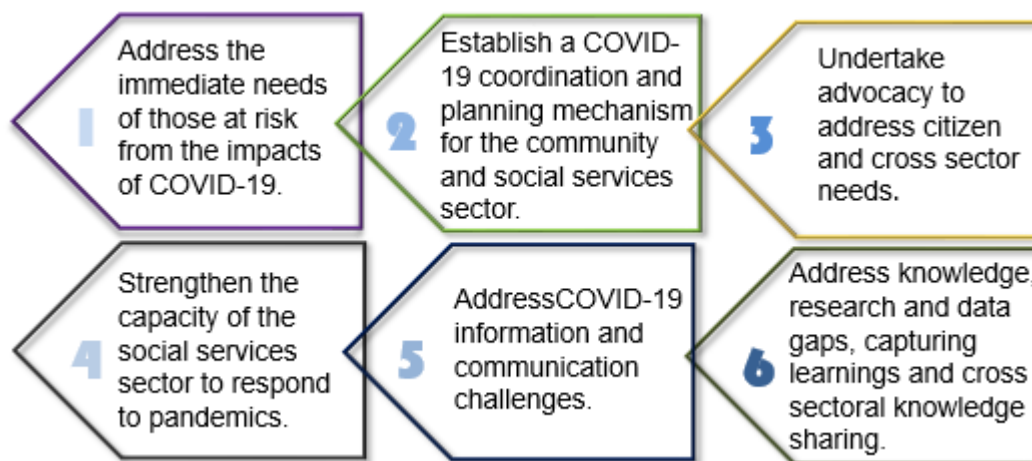 1
Address the
immediate needs
of those at risk
from the impacts
of COVID-19.
2
Establish a COVID-
19 coordination and
planning mechanism
for the community
and social services
sector.
3
Undertake
advocacy to
address citizen
and cross sector
needs.
4
Strengthen the
capacity of the
social services
sector to respond
to pandemics.
5
AddressCOVID-19
information and
communication
challenges.
6
Address knowledge,
research and data
gaps, capturing
learnings and cross
sectoral knowledge
sharing.